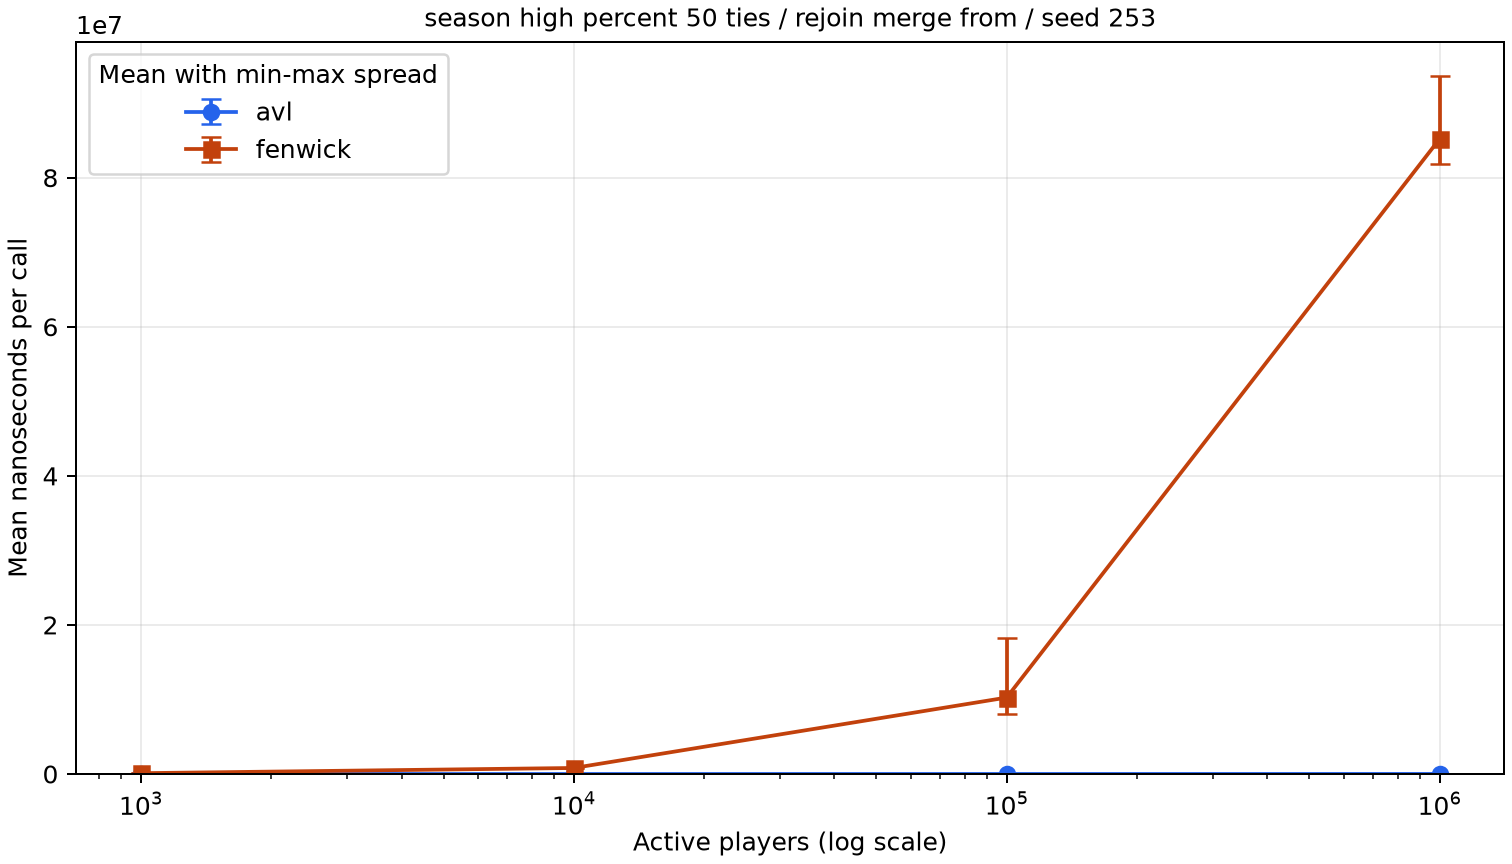 season high percent 50 ties / rejoin merge from / seed 253
1e7
Mean with min-max spread
avl
fenwick
Mean nanoseconds per call
8
6
4
2
0
10³
10⁴
10⁵
10⁶
Active players (log scale)